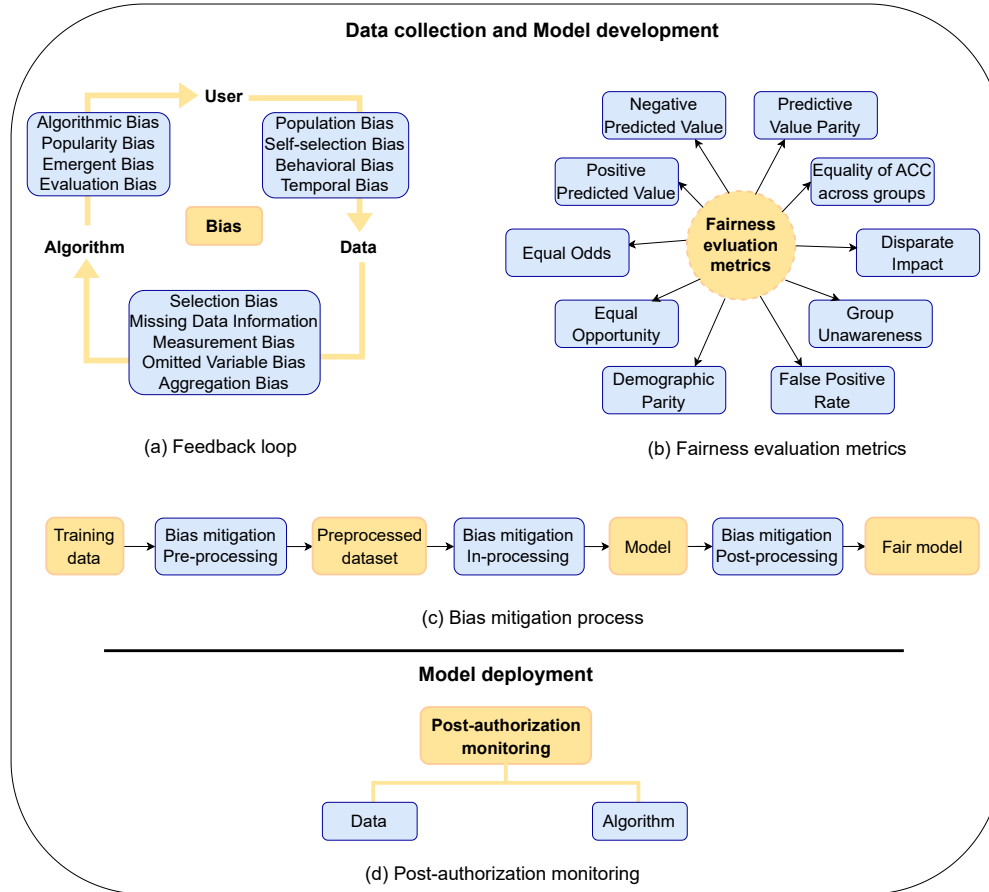 Data collection and Model development
User
Algorithmic Bias
Popularity Bias
Emergent Bias
Evaluation Bias
Population Bias
Self-selection Bias
Behavioral Bias
Temporal Bias
Bias
Algorithm
Data
Selection Bias
Missing Data Information
Measurement Bias
Omitted Variable Bias
Aggregation Bias
(a) Feedback loop
Negative
Predicted Value
Predictive
Value Parity
Positive
Predicted Value
Equality of ACC
across groups
Fairness
evluation
metrics
Equal Odds
Disparate
Impact
Equal
Opportunity
Group
Unawareness
Demographic
Parity
False Positive
Rate
(b) Fairness evaluation metrics
Training
data
Bias mitigation
Pre-processing
Preprocessed
dataset
Bias mitigation
In-processing
Model
Bias mitigation
Post-processing
Fair model
(c) Bias mitigation process
Model deployment
Post-authorization
monitoring
Data
Algorithm
(d) Post-authorization monitoring